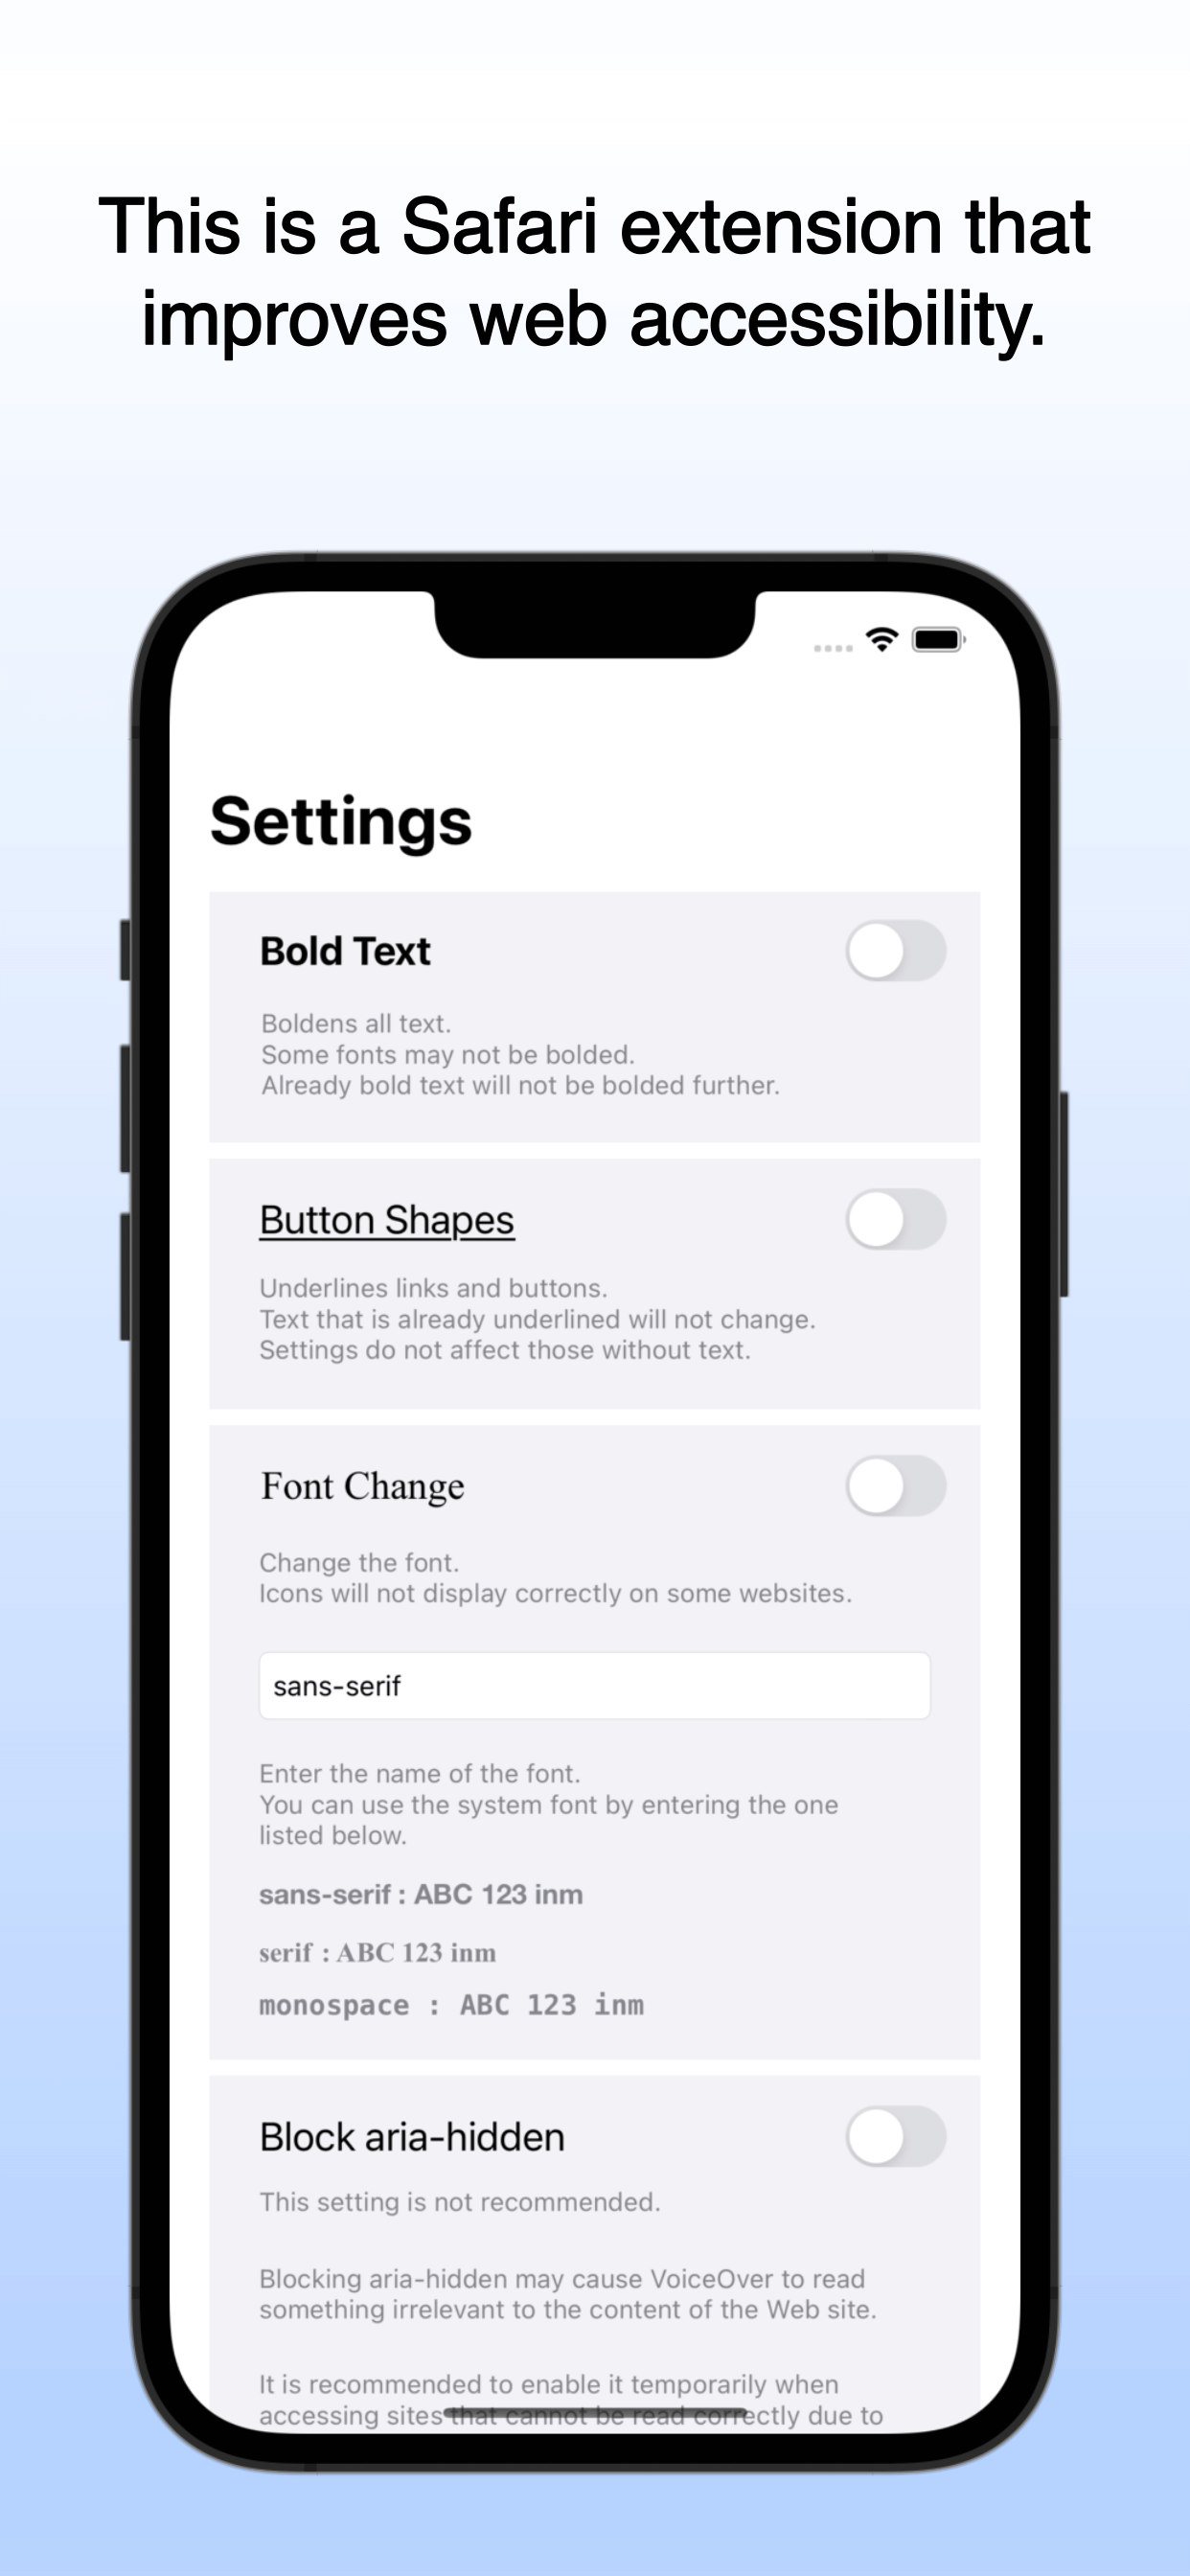 This is a Safari extension that
improves web accessibility.
Settings
Bold Text
Boldens all text.
Some fonts may not be bolded.
Already bold text will not be bolded further.
Button Shapes
Underlines links and buttons.
Text that is already underlined will not change.
Settings do not affect those without text.
Font Change
Change the font.
Icons will not display correctly on some websites.
sans-serif
Enter the name of the font.
You can use the system font by entering the one
listed below.
sans-serif : ABC 123 inm
serif : ABC 123 inm
monospace : ABC 123 inm
Block aria-hidden
This setting is not recommended.
Blocking aria-hidden may cause VoiceOver to read
something irrelevant to the content of the Web site.
It is recommended to enable it temporarily when
accessing sites that cannot be read correctly due to